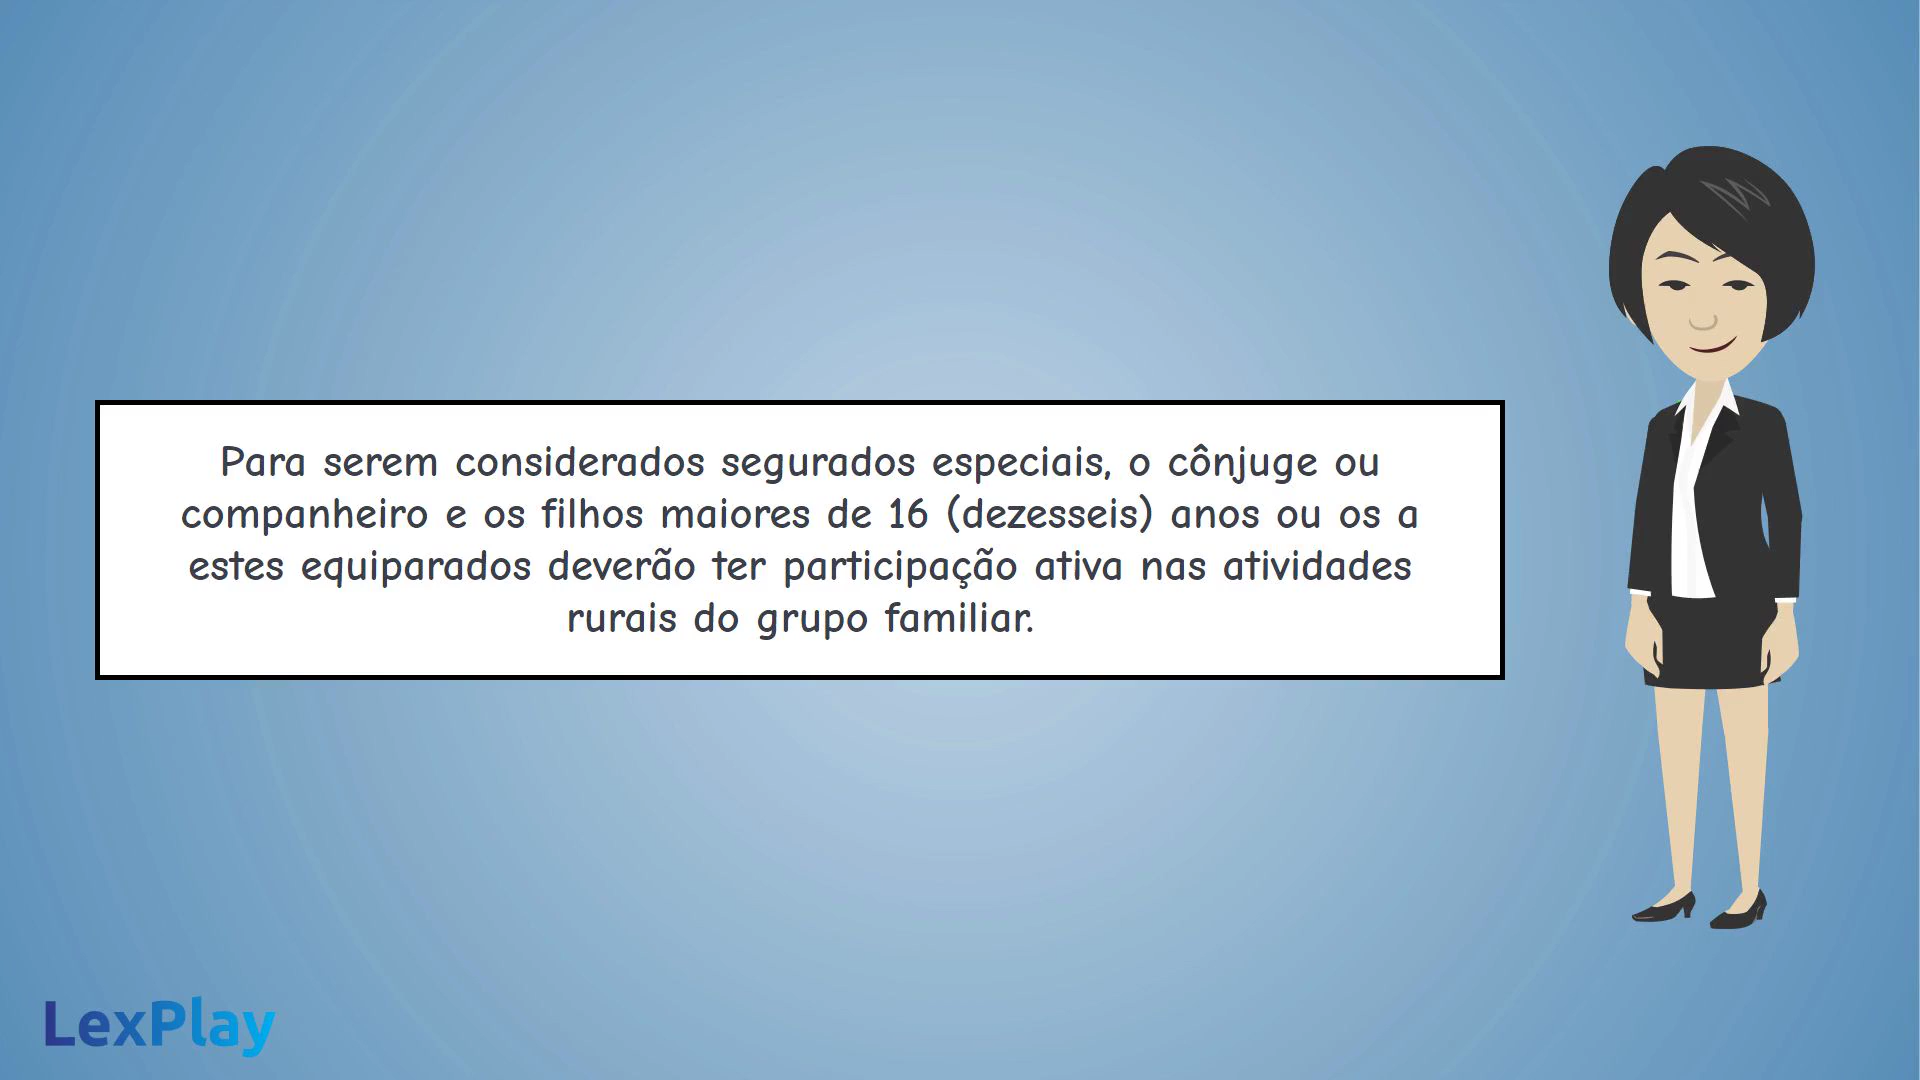 Para serem considerados segurados especiais, o cônjuge ou
companheiro e os filhos maiores de 16 (dezesseis) anos ou os a
estes equiparados deverão ter participação ativa nas atividades
rurais do grupo familiar.
LexPlay